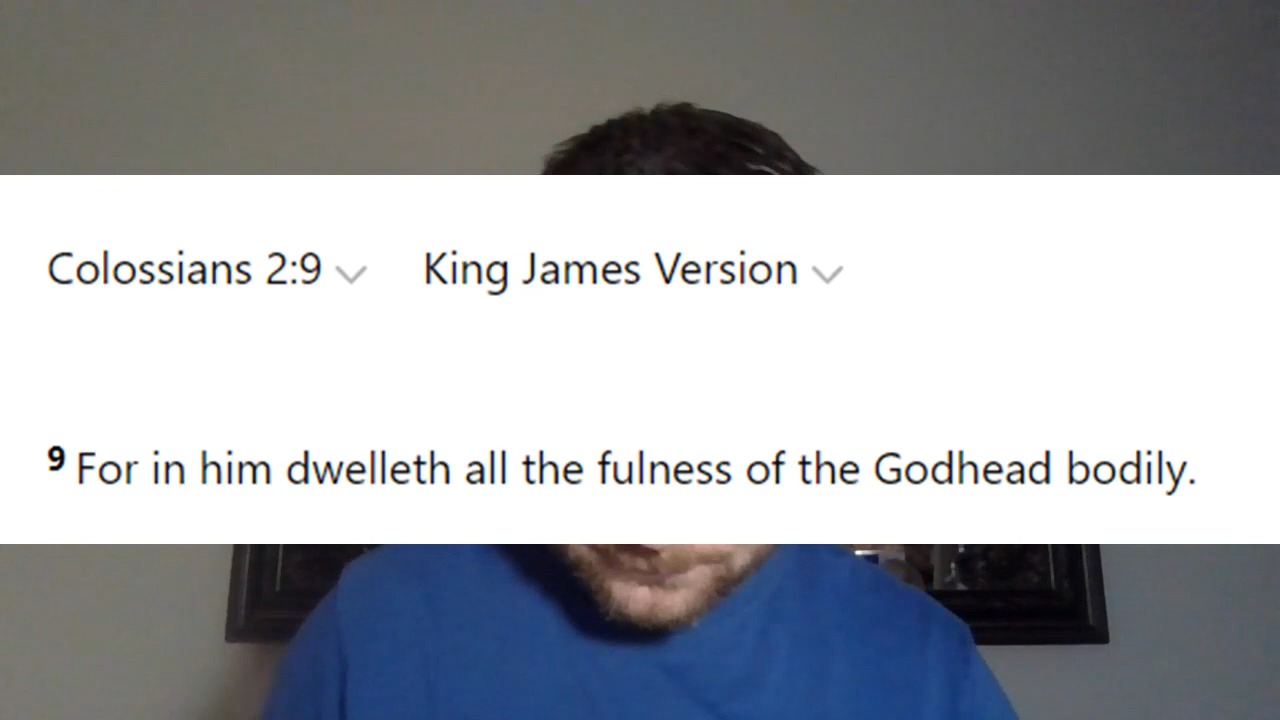 Colossians 2:9 King James Version
9 For in him dwelleth all the fulness of the Godhead bodily.